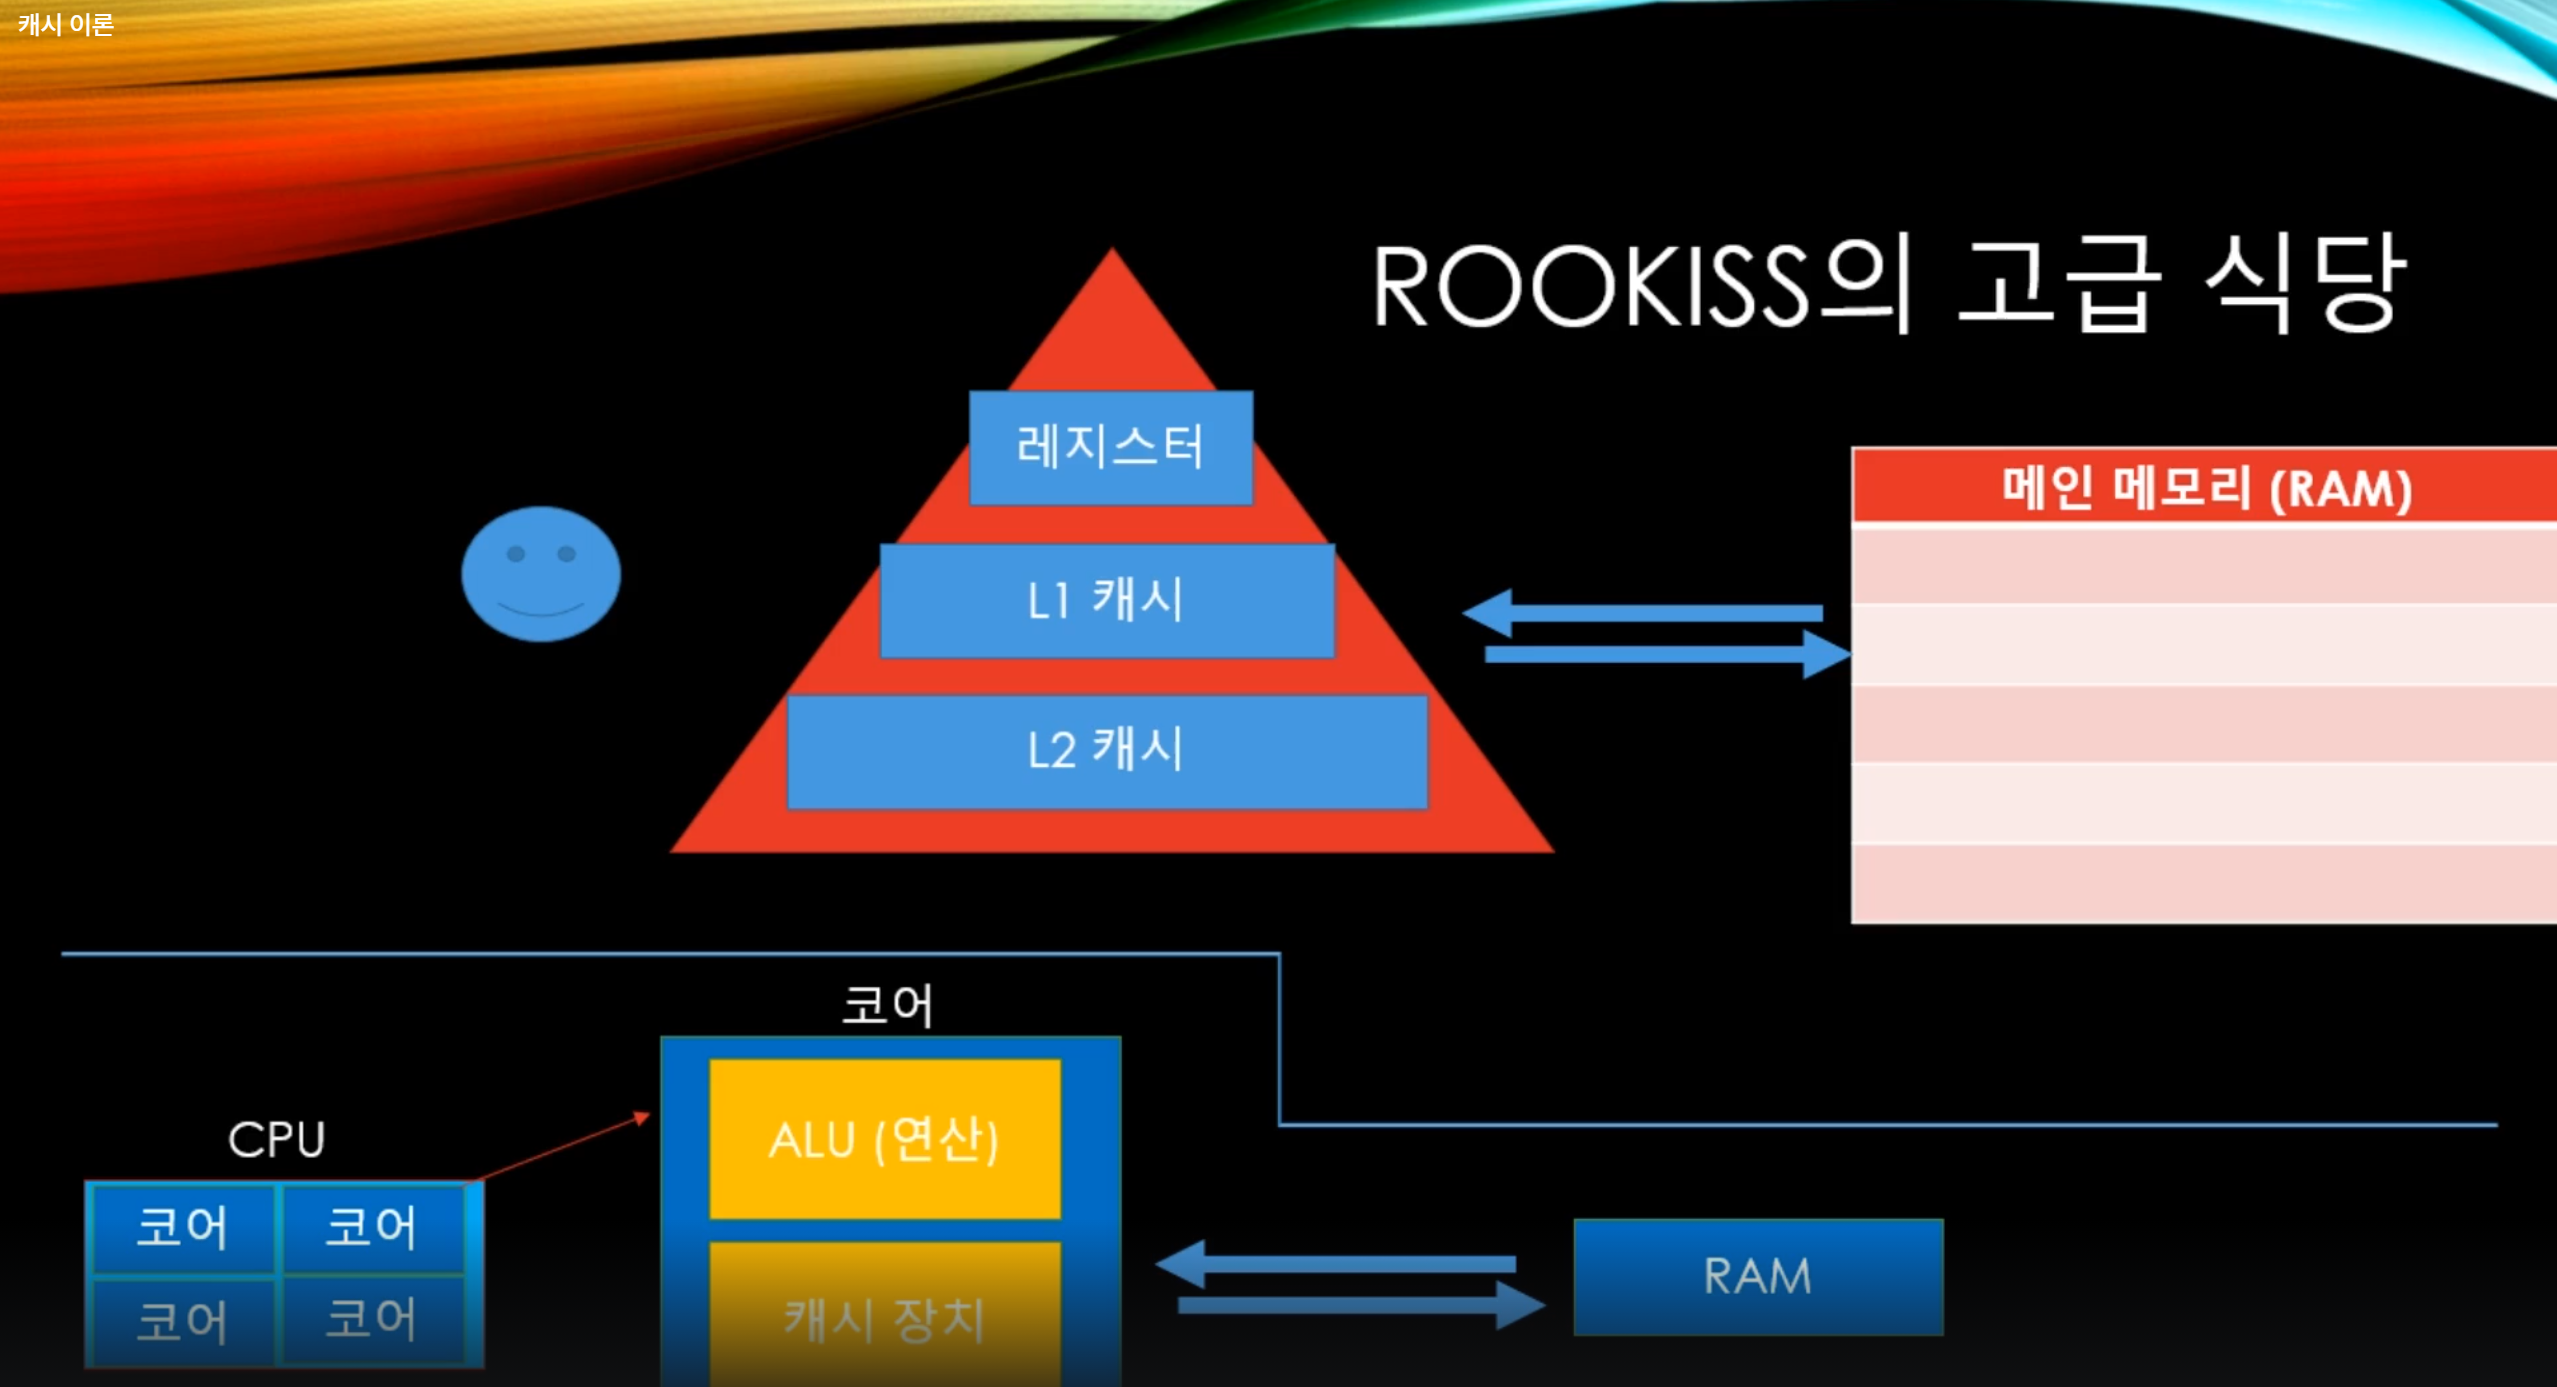 캐시 이론
ROOKISS의 고급 식당
레지스터
L1 캐시
L2 캐시
메인 메모리 (RAM)
코어
ALU (연산)
캐시 장치
CPU
코어 코어
코어 코어
RAM